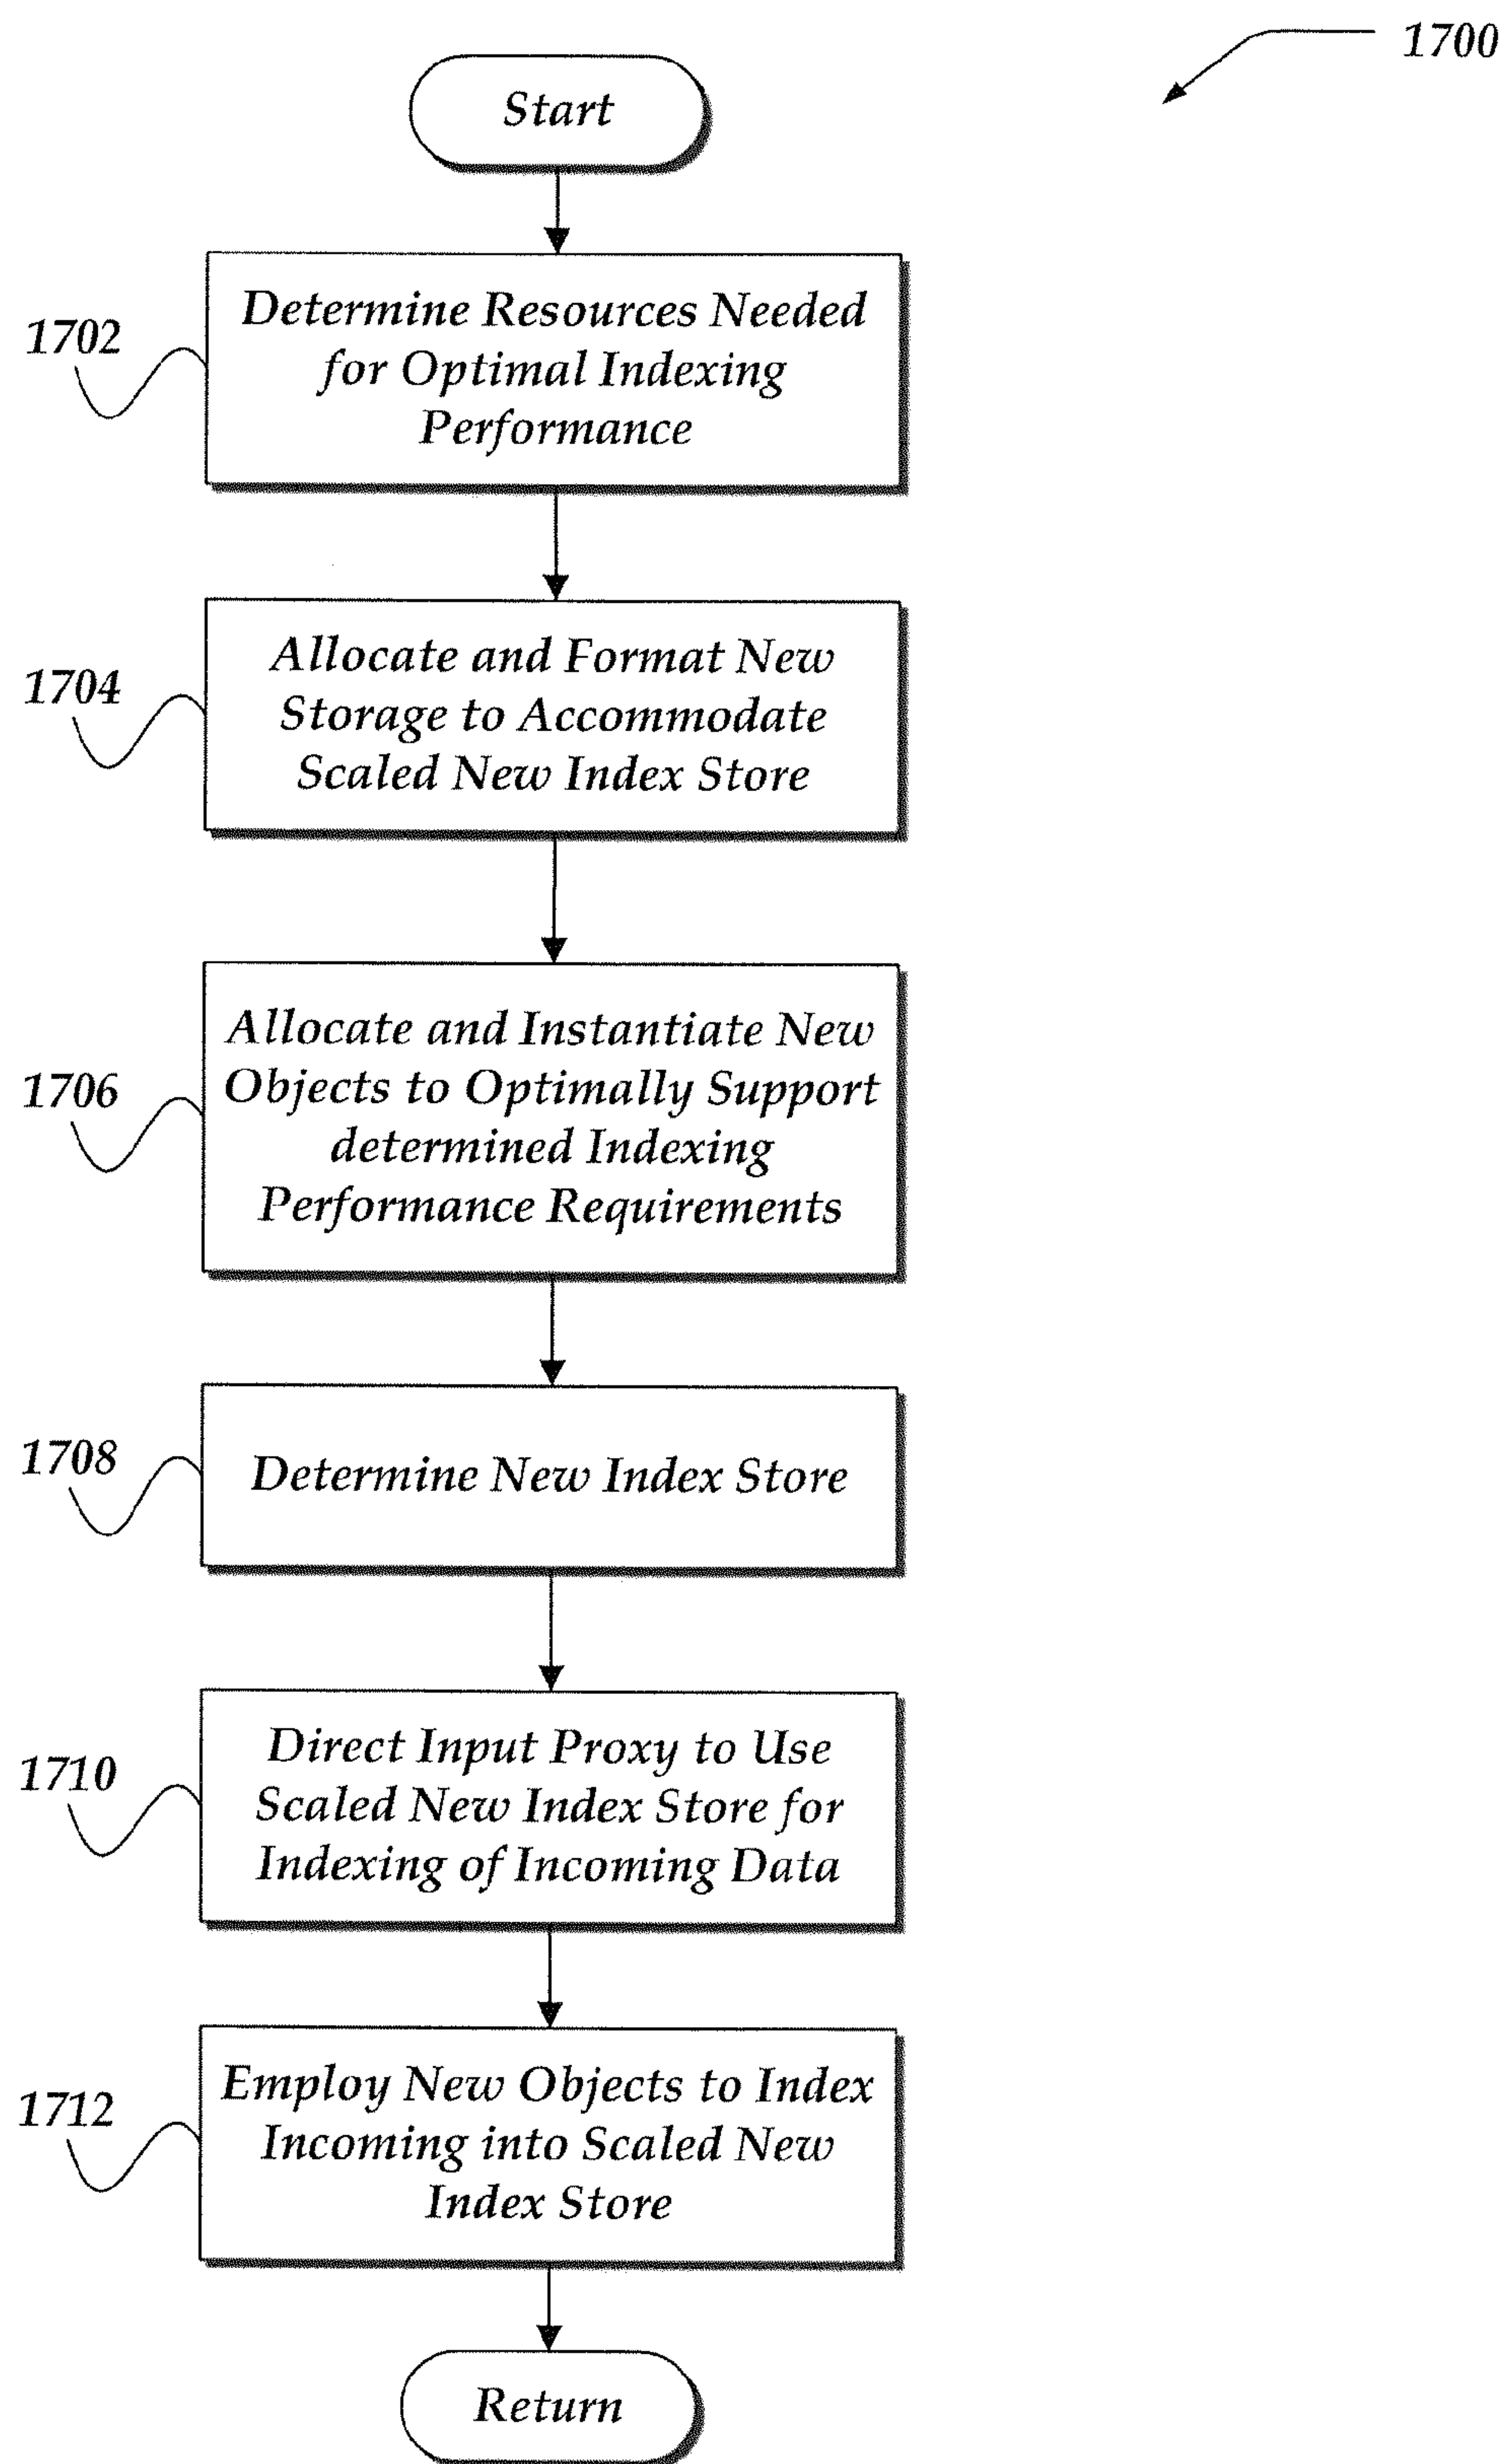 1700
Start
1702
Determine Resources Needed
for Optimal Indexing
Performance
1704
Allocate and Format New
Storage to Accommodate
Scaled New Index Store
1706
Allocate and Instantiate New
Objects to Optimally Support
determined Indexing
Performance Requirements
1708
Determine New Index Store
1710
Direct Input Proxy to Use
Scaled New Index Store for
Indexing of Incoming Data
1712
Employ New Objects to Index
Incoming into Scaled New
Index Store
Return